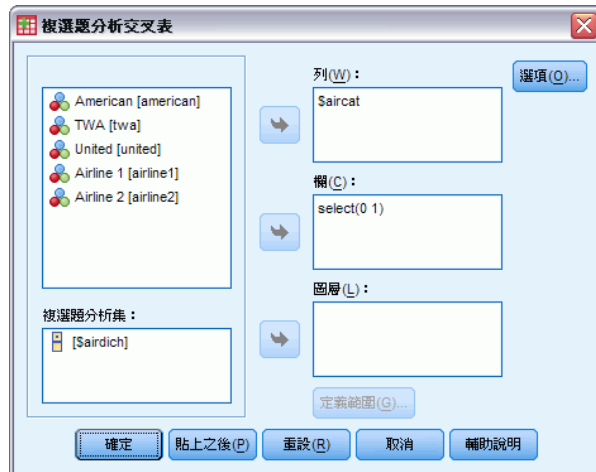 複選題分析交叉表
American [american]
TWA [twa]
United [united]
Airline 1 [airline1]
Airline 2 [airline2]
複選題分析集：
[$airdich]
列(W)：
$aircat
欄(C)：
select(0 1)
圖層(L)：
定義範圍(G)...
選項(O)...
確定
貼上之後(P)
重設(R)
取消
輔助說明